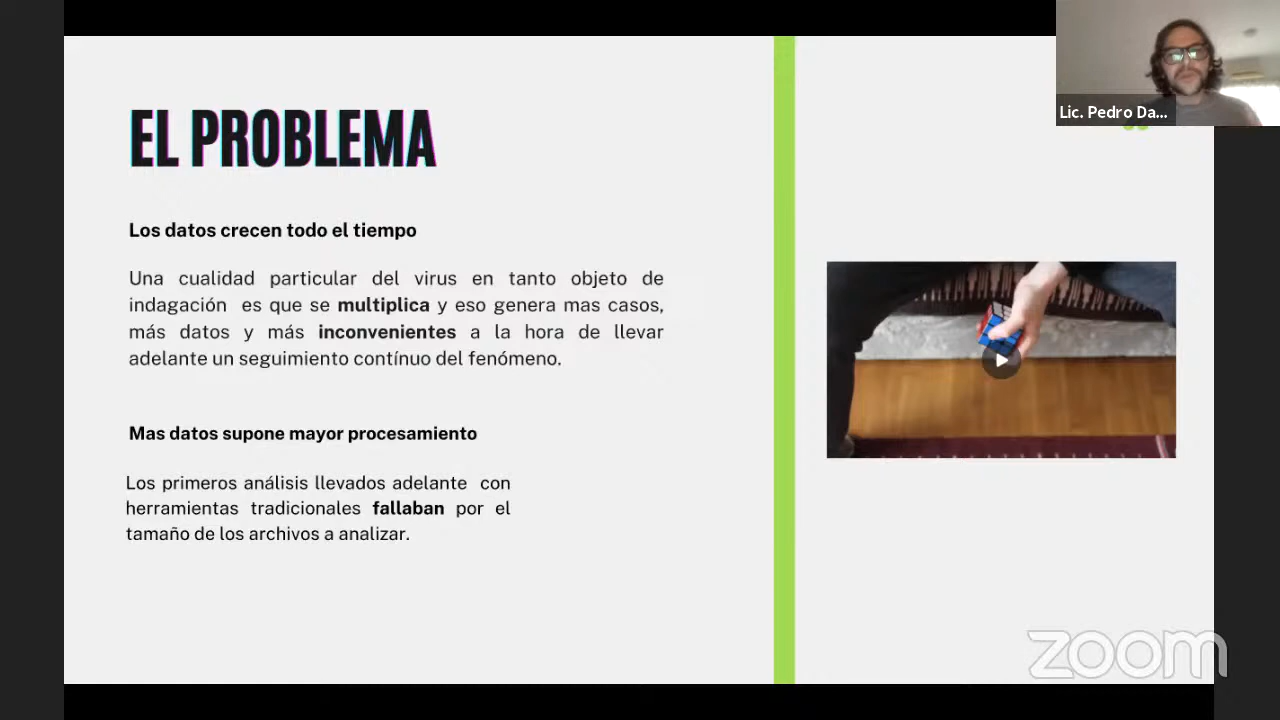 EL PROBLEMA
Los datos crecen todo el tiempo
Una cualidad particular del virus en tanto objeto de
indagación es que se multiplica y eso genera mas casos,
más datos y más inconvenientes a la hora de llevar
adelante un seguimiento contínuo del fenómeno.
Mas datos supone mayor procesamiento
Los primeros análisis llevados adelante con
herramientas tradicionales fallaban por el
tamaño de los archivos a analizar.
Lic. Pedro Da...
zoom